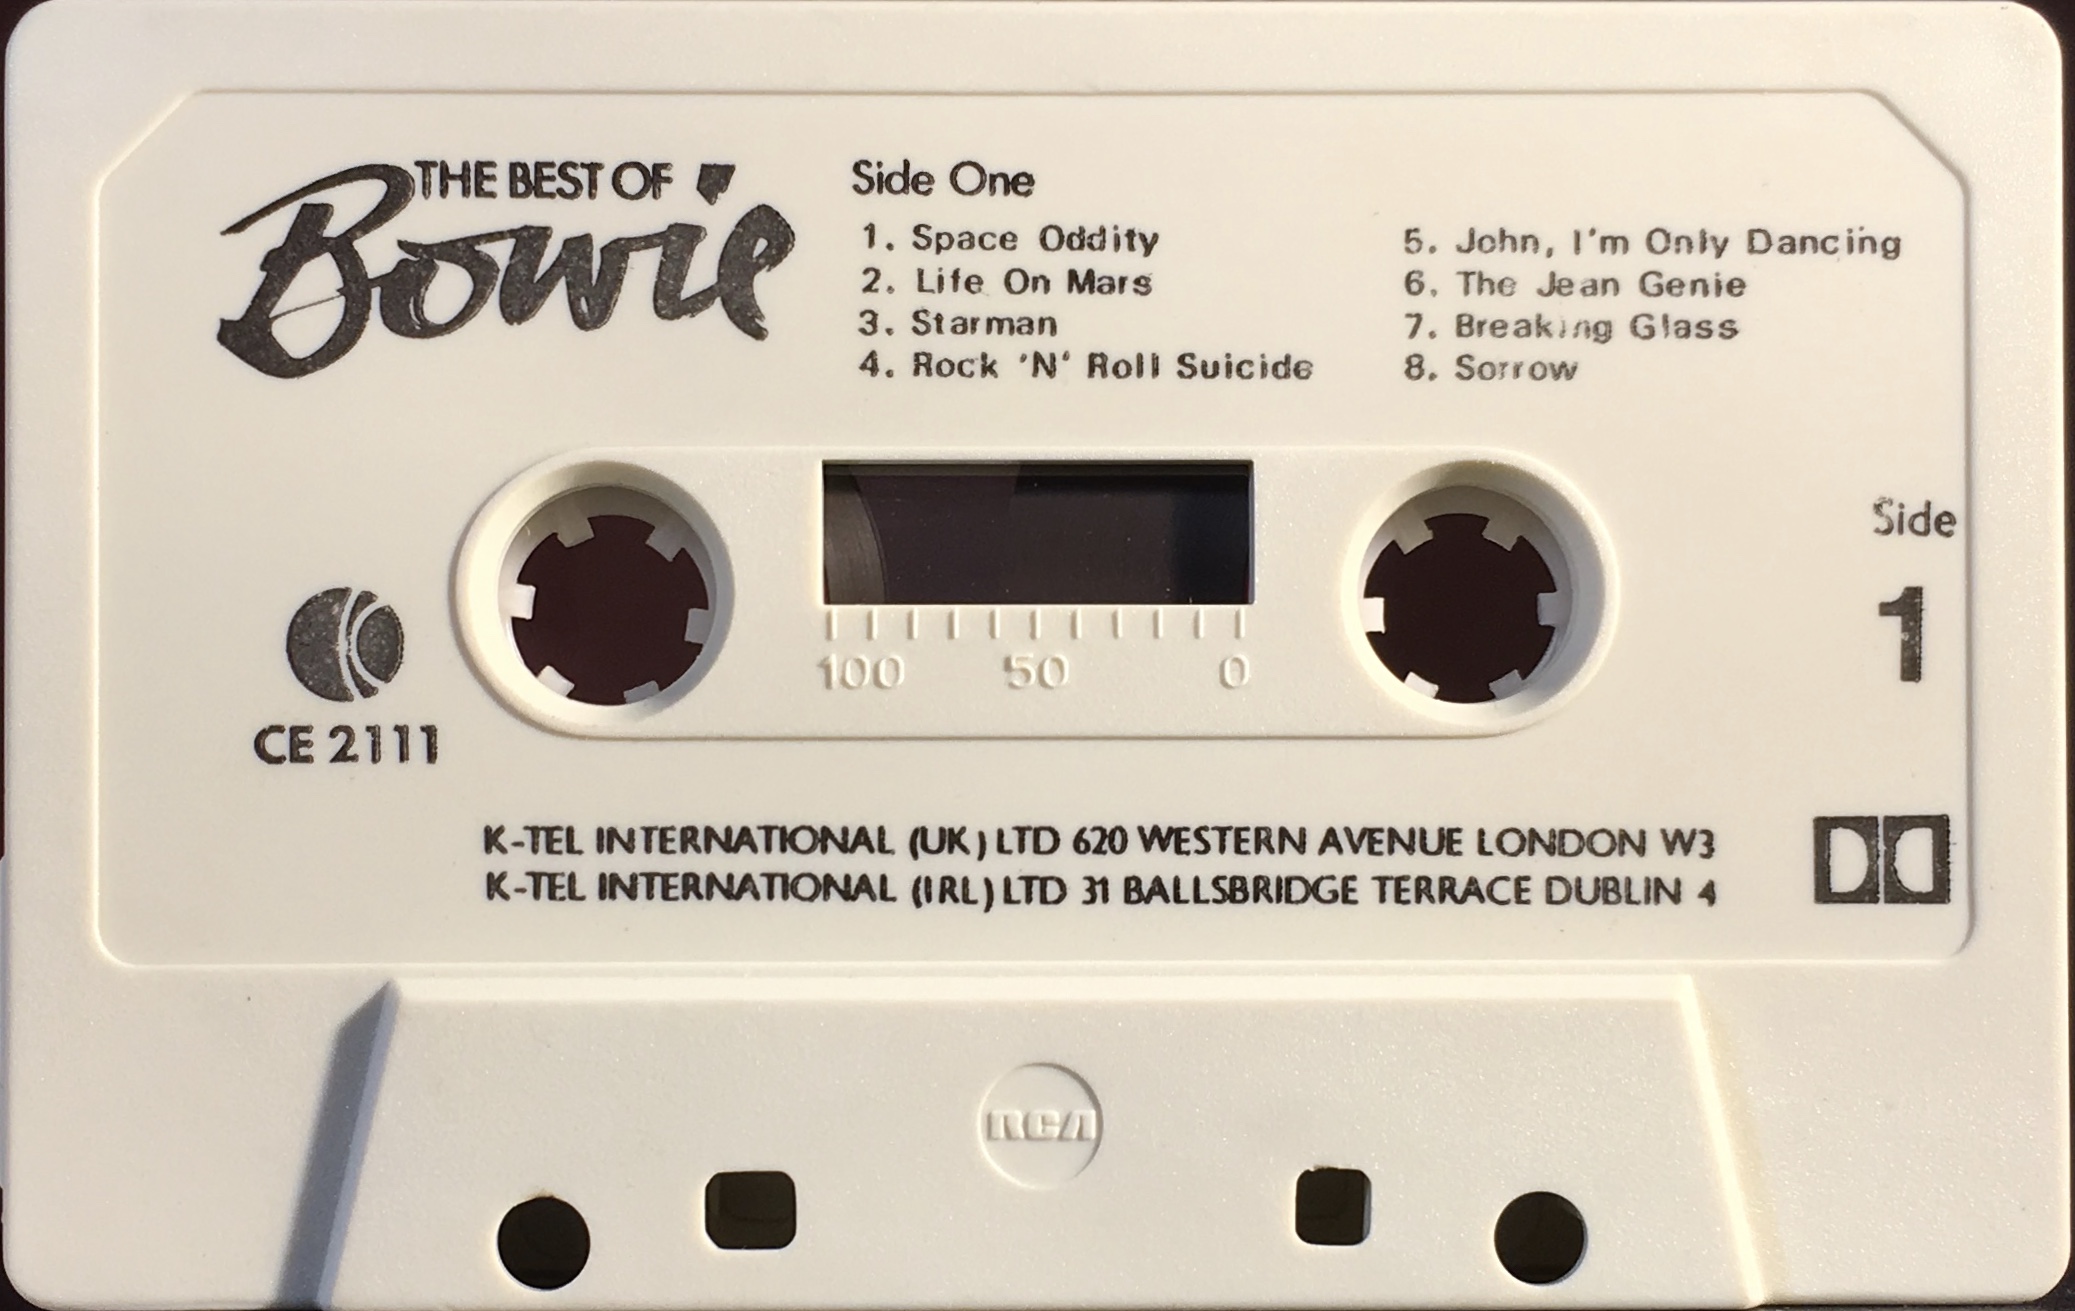 THE BEST OF
Bowie
Side One
1. Space Oddity
2. Life On Mars
3. Starman
4. Rock 'N' Roll Suicide
5. John, I'm Only Dancing
6. The Jean Genie
7. Breaking Glass
8. Sorrow
Side
1
100 50 0
CE 2111
K-TEL INTERNATIONAL (UK) LTD 620 WESTERN AVENUE LONDON W3
K-TEL INTERNATIONAL (IRL) LTD 31 BALLSBRIDGE TERRACE DUBLIN 4
RCA